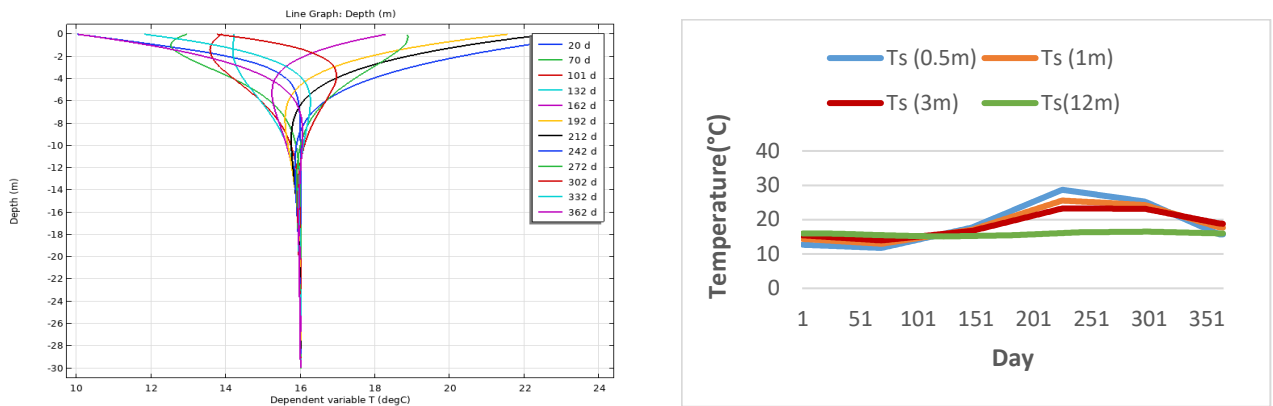 Line Graph: Depth (m)
Depth (m)
0
-2
-4
-6
-8
-10
-12
-14
-16
-18
-20
-22
-24
-26
-28
-30
10 12 14 16 18 20 22 24
Dependent variable T (degC)
20 d
70 d
101 d
132 d
162 d
192 d
212 d
242 d
272 d
302 d
332 d
362 d
Ts (0.5m) Ts (1m)
Ts (3m) Ts(12m)
Temperature(°C)
40
30
20
10
0
1 51 101 151 201 251 301 351
Day